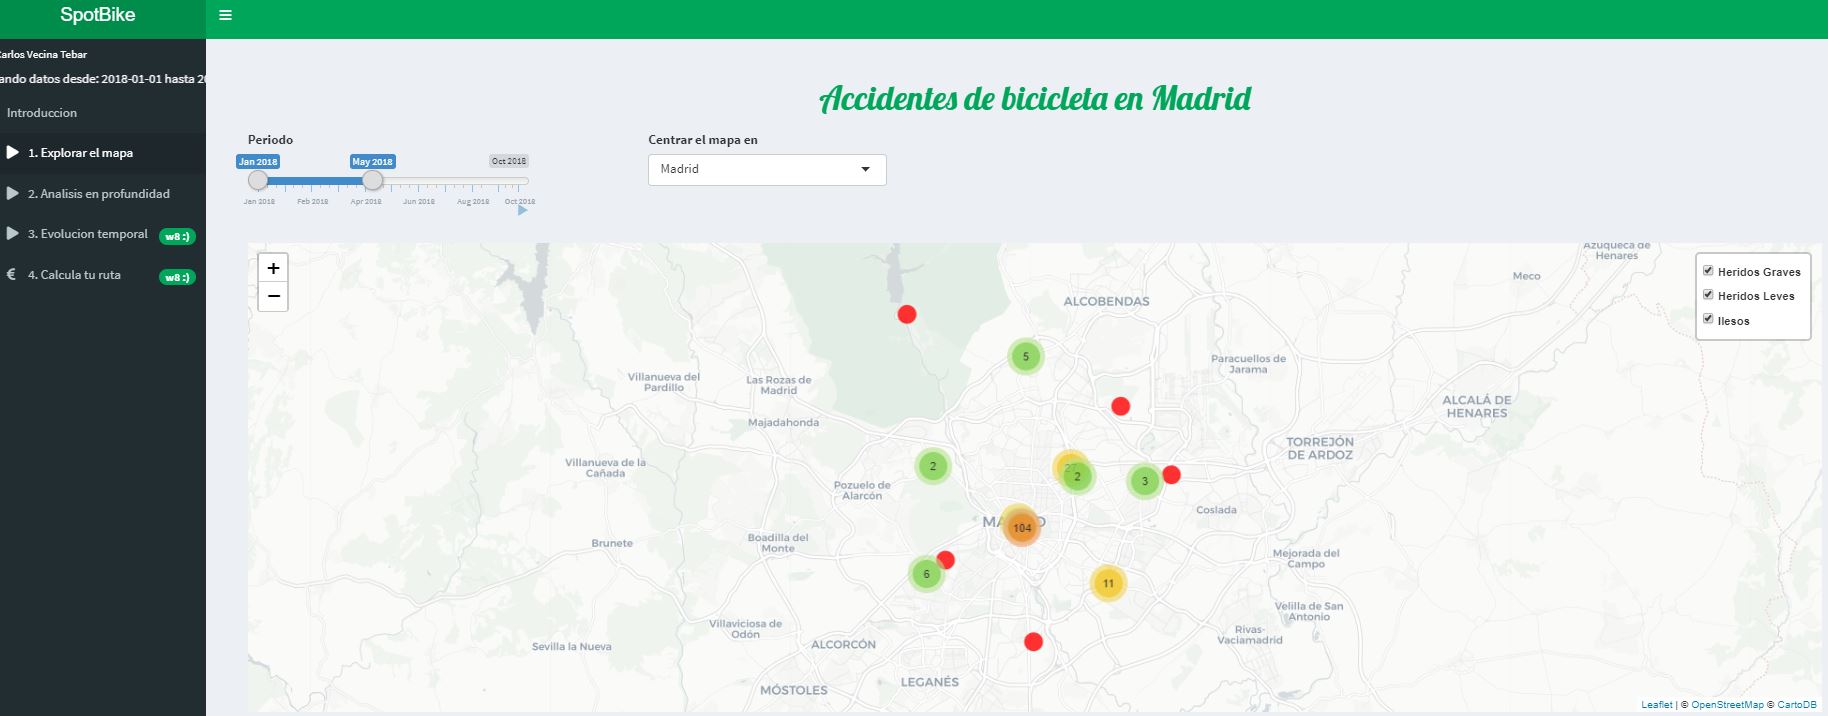 SpotBike
arlos Vecina Tebar
ando datos desde: 2018-01-01 hasta 20
Introduccion
1. Explorar el mapa
2. Analisis en profundidad
3. Evolucion temporal w8 :)
€ 4. Calcula tu ruta w8 :)
Accidentes de bicicleta en Madrid
Periodo
Jan 2018 May 2018 Oct 2018
Jan 2018 Feb 2018 Apr 2018 Jun 2018 Aug 2018 Oct 2018
Centrar el mapa en
Madrid
+
−
Heridos Graves
Heridos Leves
Ilesos
Azuqueca de
Henares
Meco
ALCOBENDAS
5
Paracuellos de
Jarama
Villanueva del
Pardillo
Las Rozas de
Madrid
ALCALÁ DE
HENARES
Majadahonda
TORREJÓN
DE ARDOZ
Villanueva de la
Cañada
2
27
2
3
Pozuelo de
Alarcón
Coslada
104
Brunete
Boadilla del
Monte
Mejorada del
Campo
6
11
Velilla de San
Antonio
Villaviciosa de
Odón
Rivas-
Vaciamadrid
Sevilla la Nueva
ALCORCÓN
LEGANÉS
MÓSTOLES
Leaflet | © OpenStreetMap © CartoDB